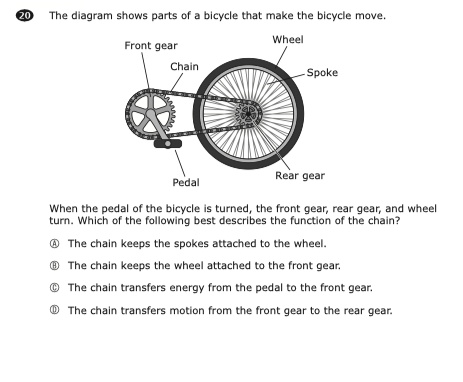 20 The diagram shows parts of a bicycle that make the bicycle move.
Wheel
Front gear
Chain
Spoke
Pedal
Rear gear
When the pedal of the bicycle is turned, the front gear, rear gear, and wheel
turn. Which of the following best describes the function of the chain?
Ⓐ The chain keeps the spokes attached to the wheel.
Ⓑ The chain keeps the wheel attached to the front gear.
Ⓒ The chain transfers energy from the pedal to the front gear.
Ⓓ The chain transfers motion from the front gear to the rear gear.